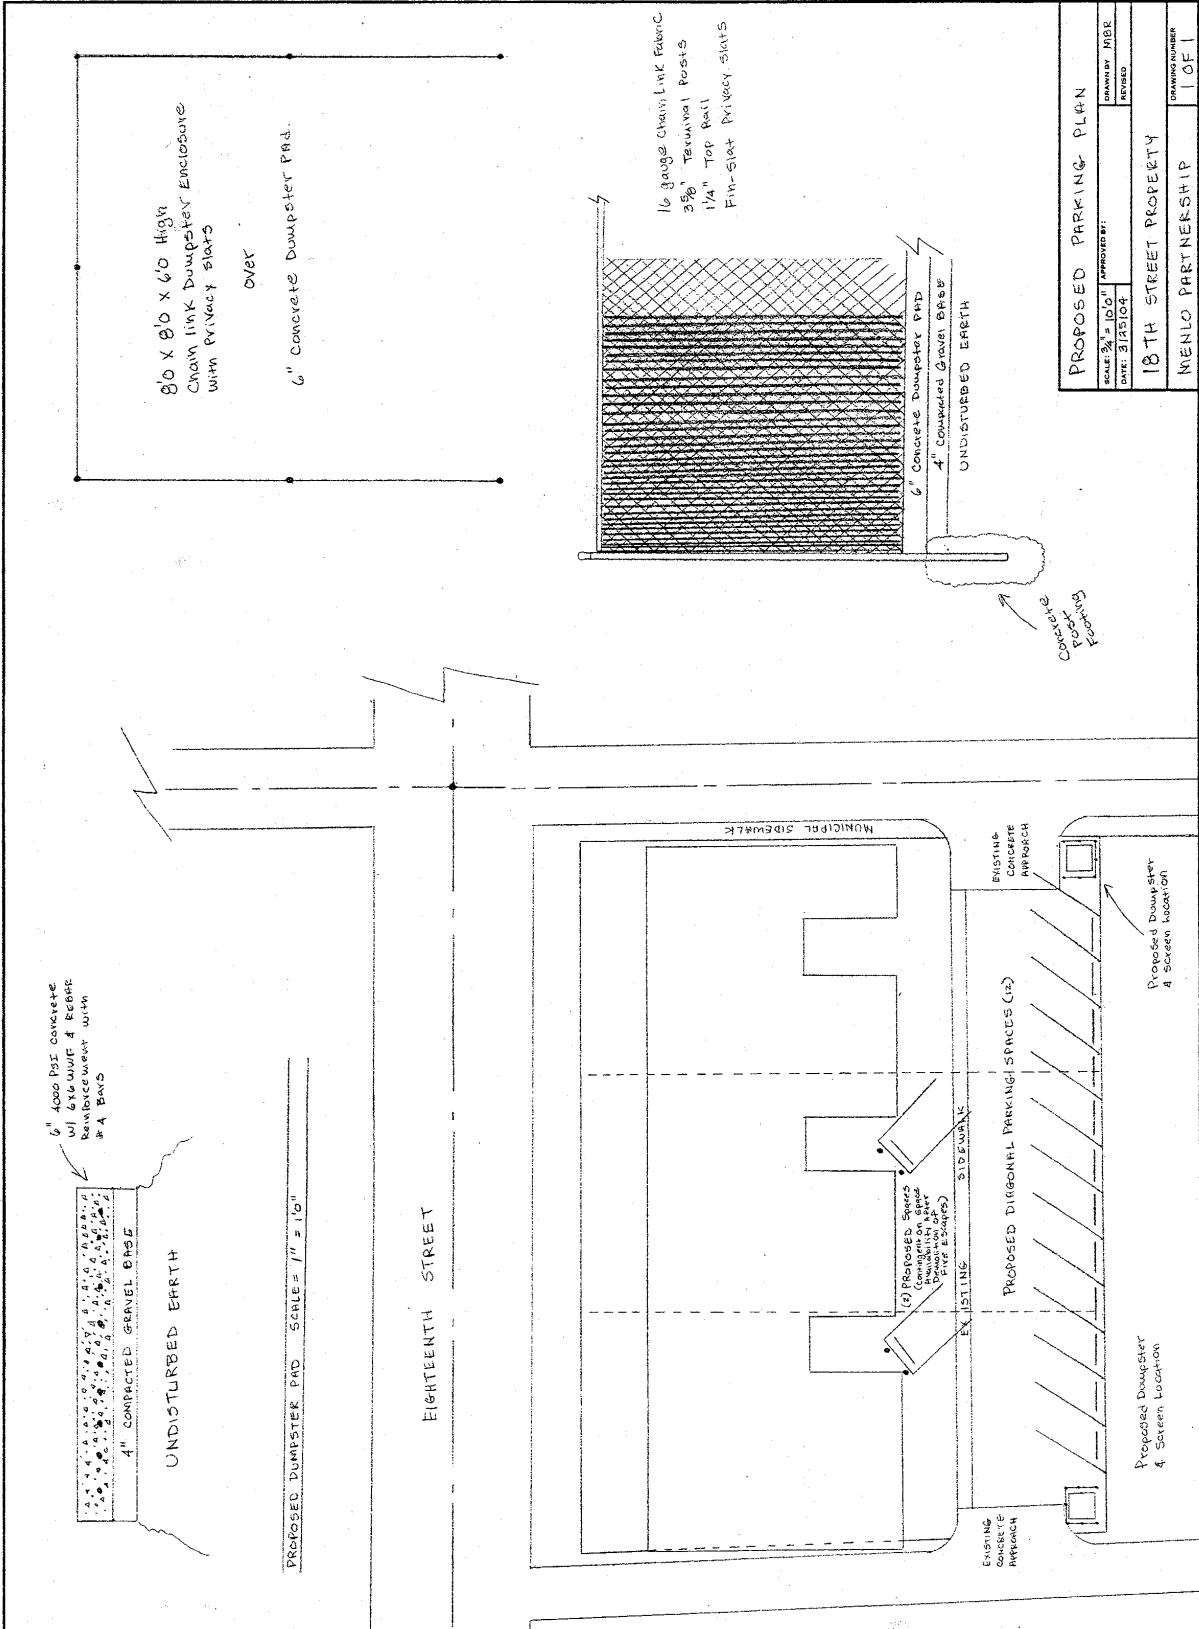 6" 4000 PSI concrete
w/ 6x6 WWF & REBAR
Reinforcement with
# 4 Bars
4" COMPACTED GRAVEL BASE
UNDISTURBED EARTH
PROPOSED DUMPSTER PAD SCALE = 1" = 1'0"
8'0 x 8'0 x 6'0 High
Chain link Dumpster Enclosure
with Privacy slats
over
6" Concrete Dumpster Pad.
EIGHTEENTH STREET
MUNICIPAL SIDEWALK
(2) PROPOSED Spaces
(contingent on space
Availability After
Demolition of
Fire Escapes)
EXISTING SIDEWALK
EXISTING
CONCRETE
APPROACH
PROPOSED DIAGONAL PARKING SPACES (12)
EXISTING
CONCRETE
APPROACH
Proposed Dumpster
& Screen Location
Proposed Dumpster
& Screen Location
16 gauge Chain Link Fabric
3 5/8" Terminal Posts
1 1/4" Top Rail
Fin-Slat Privacy Slats
6" Concrete Dumpster PAD
4" Compacted Gravel BASE
UNDISTURBED EARTH
Concrete
Post
Footing
PROPOSED PARKING PLAN
SCALE: 3/4" = 10'0" APPROVED BY: DRAWN BY MBR
DATE: 3/25/04 REVISED
18 TH STREET PROPERTY
MENLO PARTNERSHIP
DRAWING NUMBER
1 OF 1